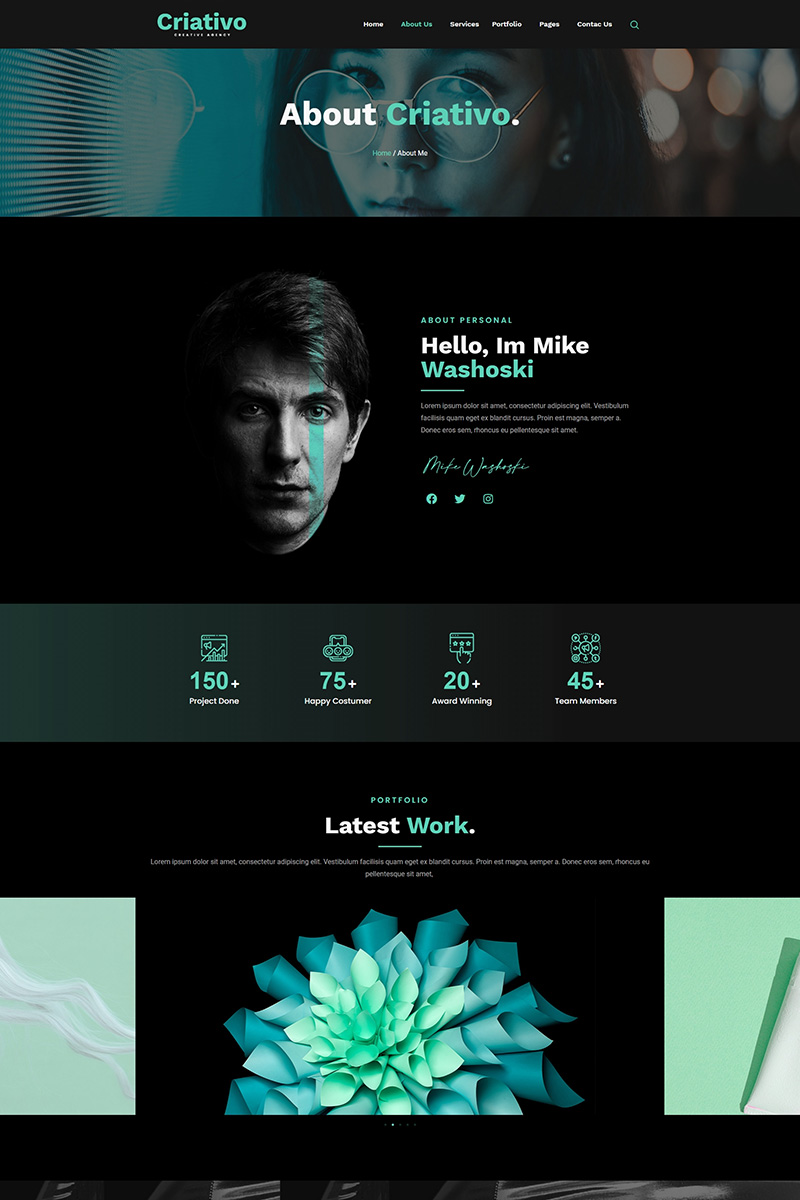 Criativo
CREATIVE AGENCY
Home About Us Services Portfolio Pages Contac Us
About Criativo.
Home / About Me
ABOUT PERSONAL
Hello, Im Mike
Washoski
Lorem ipsum dolor sit amet, consectetur adipiscing elit. Vestibulum
facilisis quam eget ex blandit cursus. Proin est magna, semper a.
Donec eros sem, rhoncus eu pellentesque sit amet.
Mike Washoski
150+ 75+ 20+ 45+
Project Done Happy Costumer Award Winning Team Members
PORTFOLIO
Latest Work.
Lorem ipsum dolor sit amet, consectetur adipiscing elit. Vestibulum facilisis quam eget ex blandit cursus. Proin est magna, semper a. Donec eros sem, rhoncus eu
pellentesque sit amet,